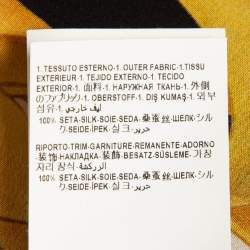 1. TESSUTO ESTERNO-1. OUTER FABRIC-1.TISSU
EXTERIEUR-1. TEJIDO EXTERNO-1. TECIDO
EXTERIOR-1. 面料-1. НАРУЖНАЯ ТКАНЬ-1. 外側
のファブリック-1. OBERSTOFF-1. DIŞ KUMAŞ-1. 외부
섬유-1. أليف خارجي
100% SETA-SILK-SOIE-SEDA-桑蚕丝-ШЕЛК-シル
ク-SEIDE-İPEK-실크-حرير
RIPORTO-TRIM-GARNITURE-REMANENTE-ADORNO
-装饰-НАКЛАДКА-装飾-BESATZ-SÜSLEME-가장
자리 장식-الزركشة
100% SETA-SILK-SOIE-SEDA-桑蚕丝-ШЕЛК-シル
ク-SEIDE-İPEK-실크-حرير